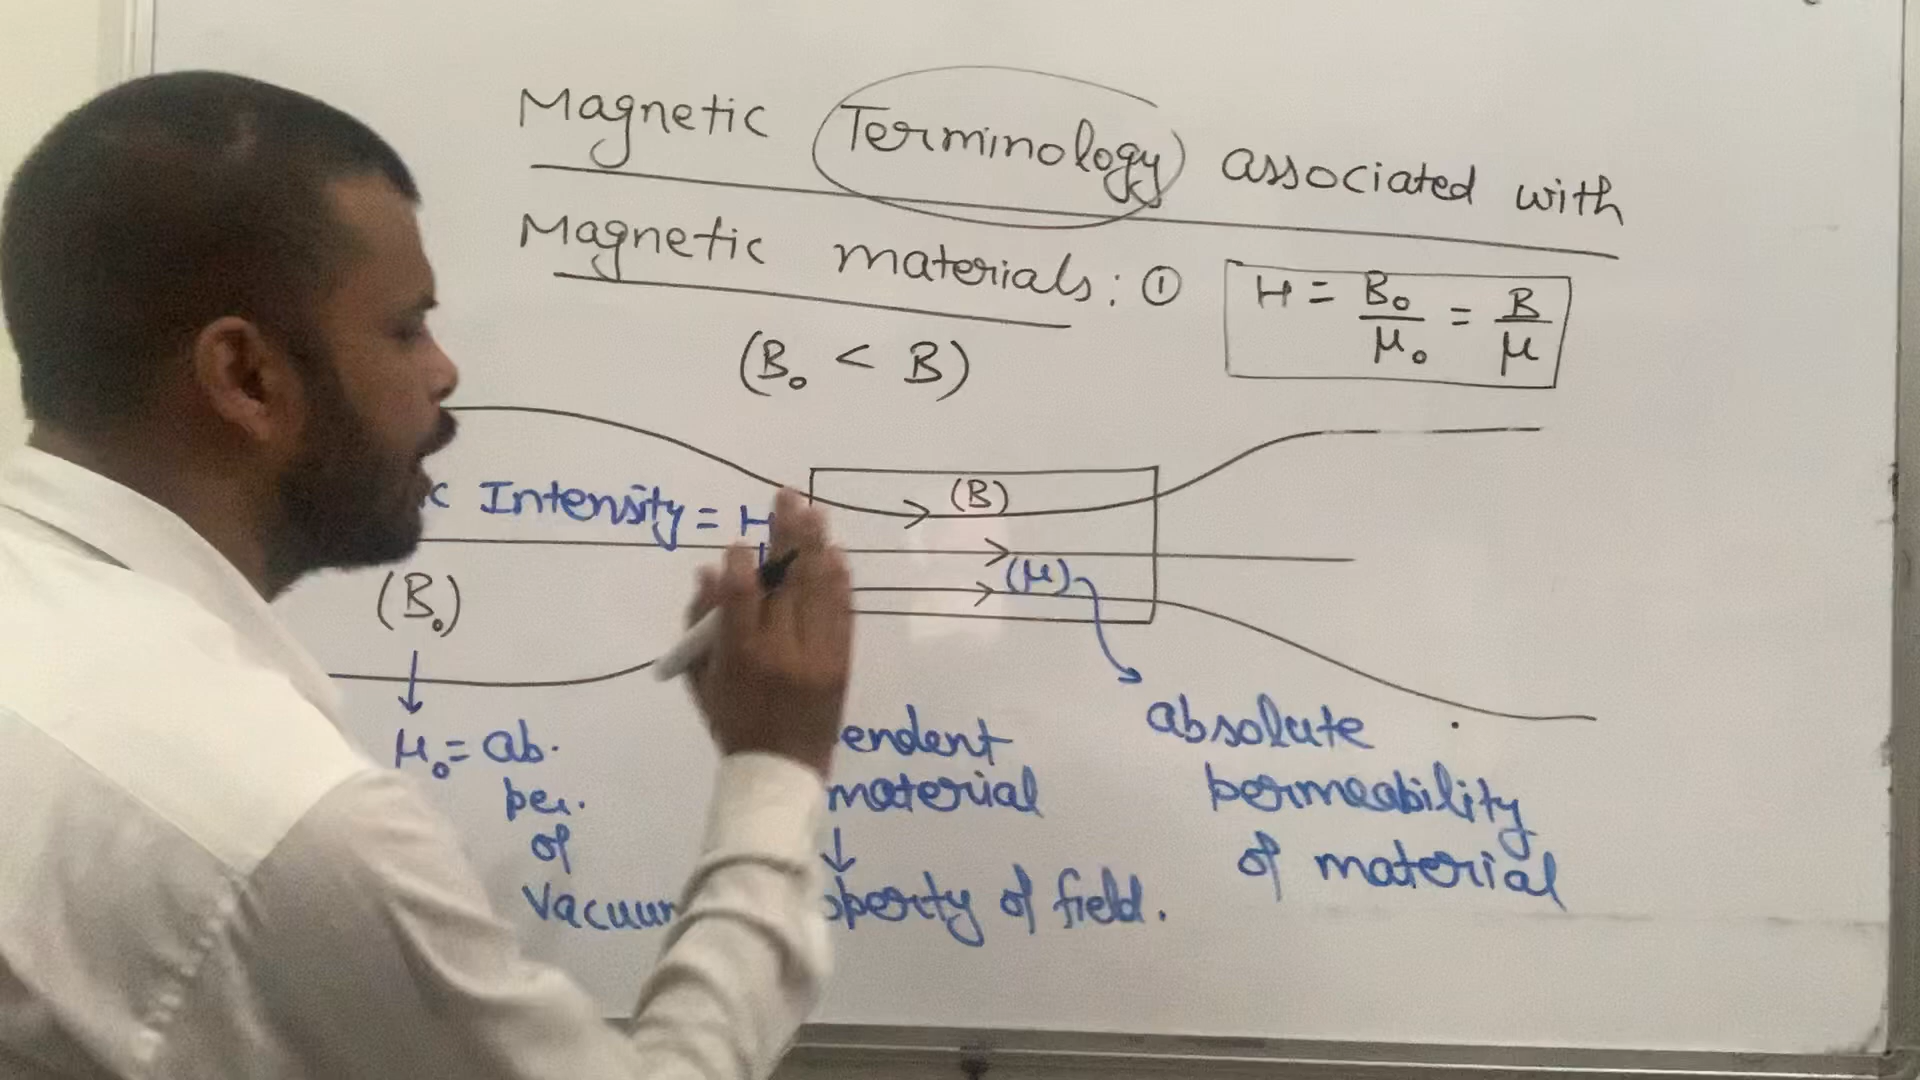 Magnetic Terminology associated with
Magnetic materials: ① H = B₀/μ₀ = B/μ
(B₀ < B)
Intensity = H
(B)
(μ)
(B₀)
μ₀ = ab.
per.
of
vacuum
endent
material
perty of field.
absolute
permeability
of material